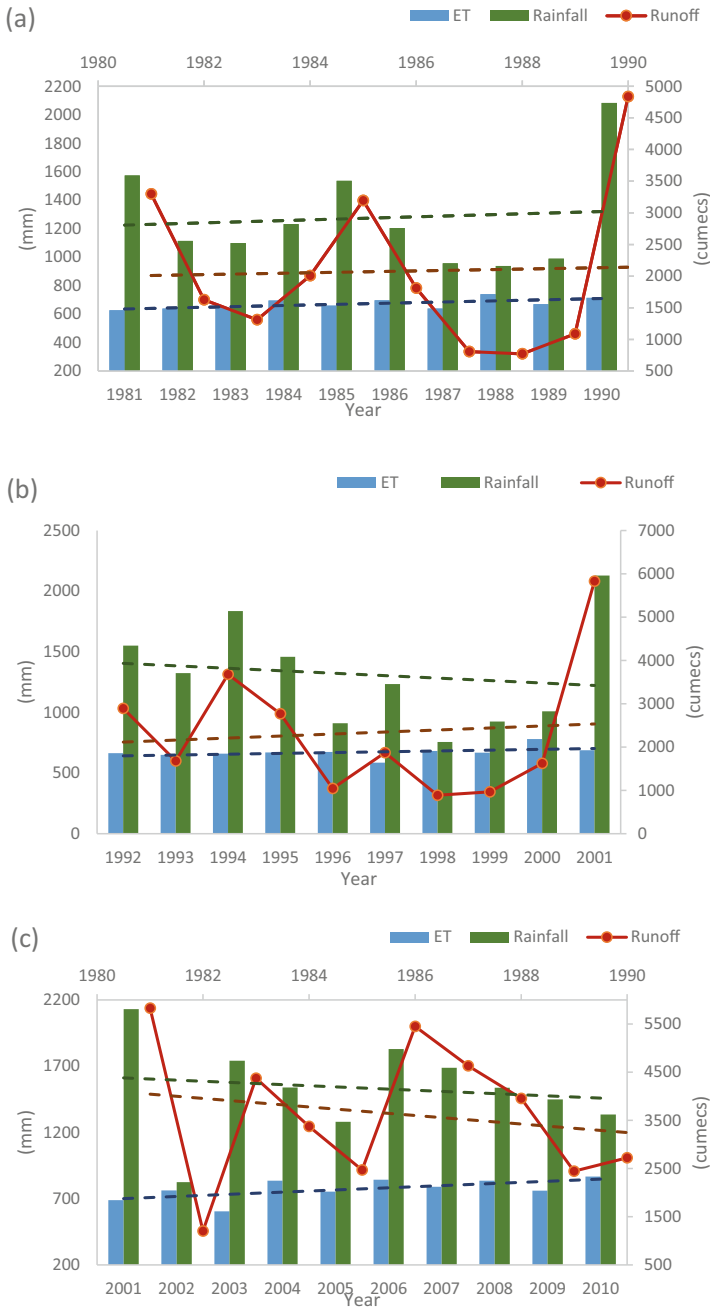 (a)
ET Rainfall Runoff
1980 1982 1984 1986 1988 1990
2200 5000
2000 4500
1800 4000
1600 3500
1400 3000
1200 2500
1000 2000
800 1500
600 1000
400 500
200
(mm)
(cumecs)
1981 1982 1983 1984 1985 1986 1987 1988 1989 1990
Year
(b)
ET Rainfall Runoff
2500 7000
2000 6000
1500 5000
1000 4000
500 3000
0 2000
1000
0
(mm)
(cumecs)
1992 1993 1994 1995 1996 1997 1998 1999 2000 2001
Year
(c)
ET Rainfall Runoff
1980 1982 1984 1986 1988 1990
2200 5500
1700 4500
1200 3500
700 2500
200 1500
500
(mm)
(cumecs)
2001 2002 2003 2004 2005 2006 2007 2008 2009 2010
Year